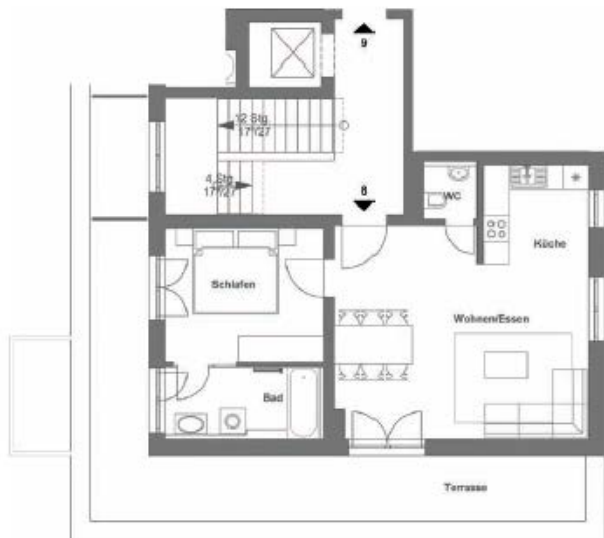 9
12 Stg
17/27
4 Stg
17/27
8
WC
Küche
Schlafen
Wohnen/Essen
Bad
Terrasse